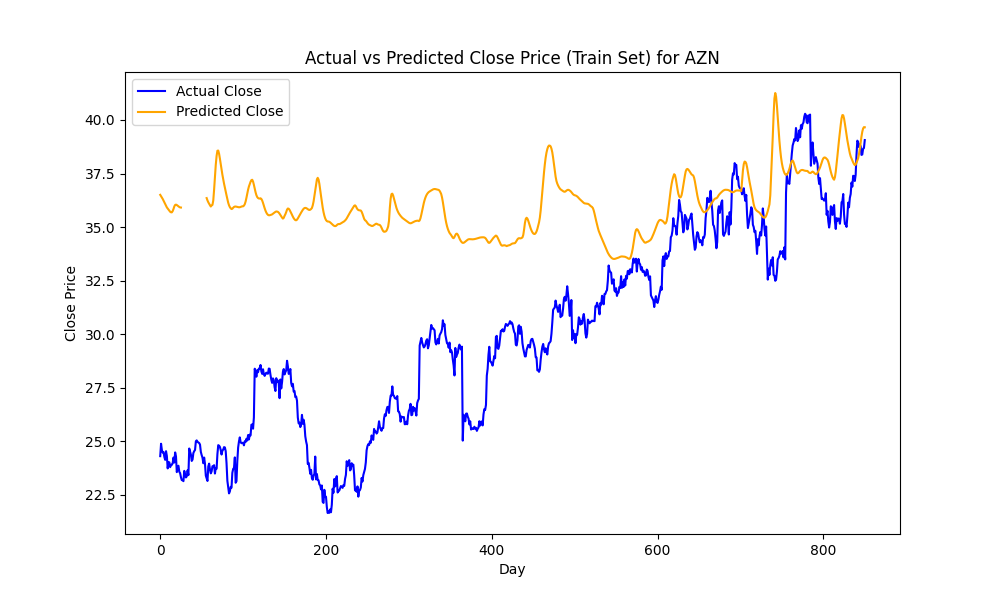 Actual vs Predicted Close Price (Train Set) for AZN
Actual Close
Predicted Close
Close Price
40.0
37.5
35.0
32.5
30.0
27.5
25.0
22.5
0 200 400 600 800
Day